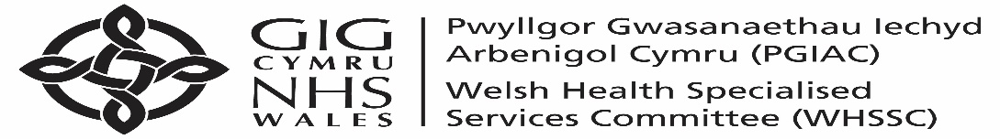 GIG
CYMRU
NHS
WALES
Pwyllgor Gwasanaethau Iechyd
Arbenigol Cymru (PGIAC)
Welsh Health Specialised
Services Committee (WHSSC)